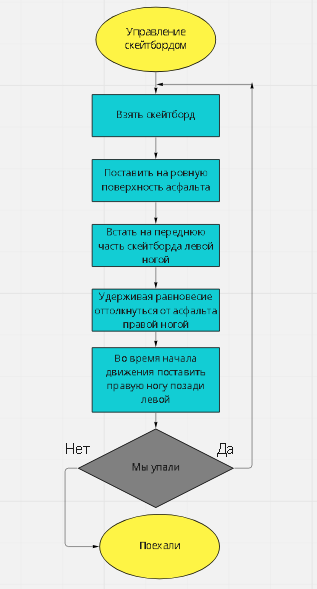 Управление
скейтбордом
Взять скейтборд
Поставить на ровную
поверхность асфальта
Встать на переднюю
часть скейтборда левой
ногой
Удерживая равновесие
оттолкнуться от асфальта
правой ногой
Во время начала
движения поставить
правую ногу позади
левой
Нет
Да
Мы упали
Поехали